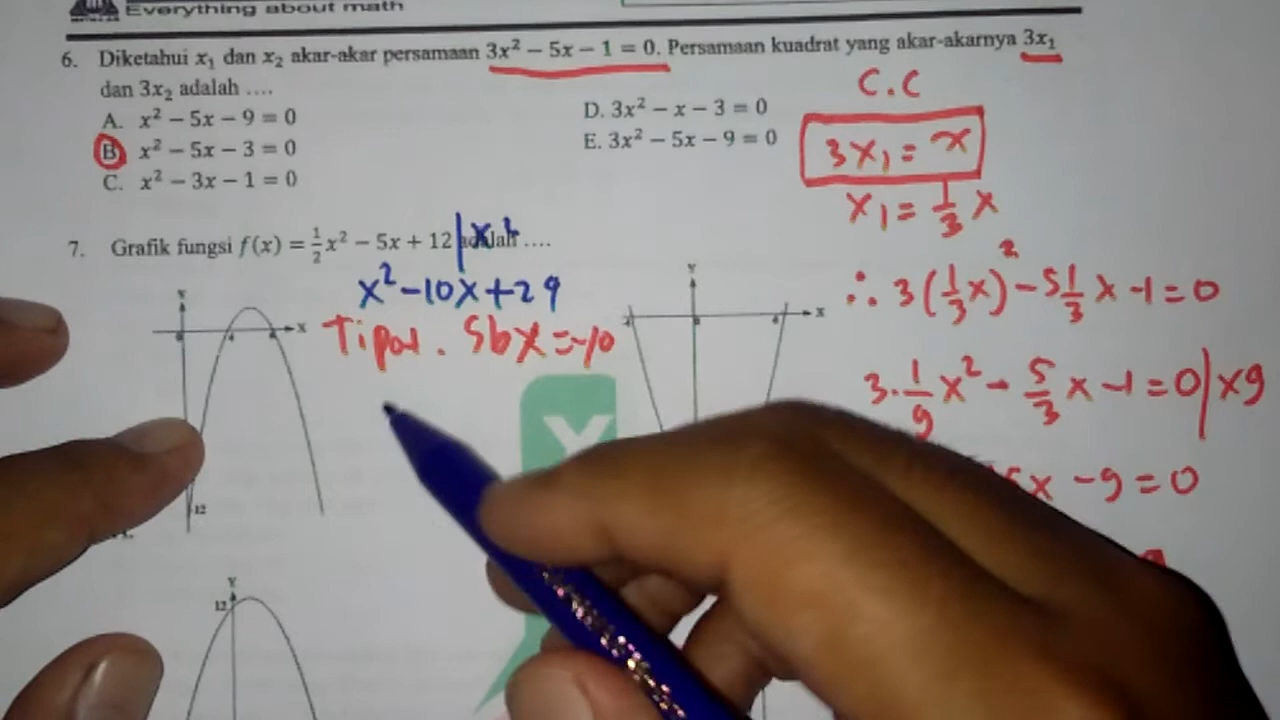 Everything about math
6. Diketahui x₁ dan x₂ akar-akar persamaan 3x² − 5x − 1 = 0. Persamaan kuadrat yang akar-akarnya 3x₁
dan 3x₂ adalah ....
A. x² − 5x − 9 = 0
B. x² − 5x − 3 = 0
C. x² − 3x − 1 = 0
D. 3x² − x − 3 = 0
E. 3x² − 5x − 9 = 0
C.C
3x₁ = x
x₁ = 1/3 x
∴ 3(1/3 x)² − 5 1/3 x − 1 = 0
3 . 1/9 x² − 5/3 x − 1 = 0 | x9
x − 9 = 0
7. Grafik fungsi f(x) = 1/2 x² − 5x + 12 adalah .... | x 2
x² − 10x + 29
Sbx = −10
Y
X
4
12
Y
X
4
Y
12